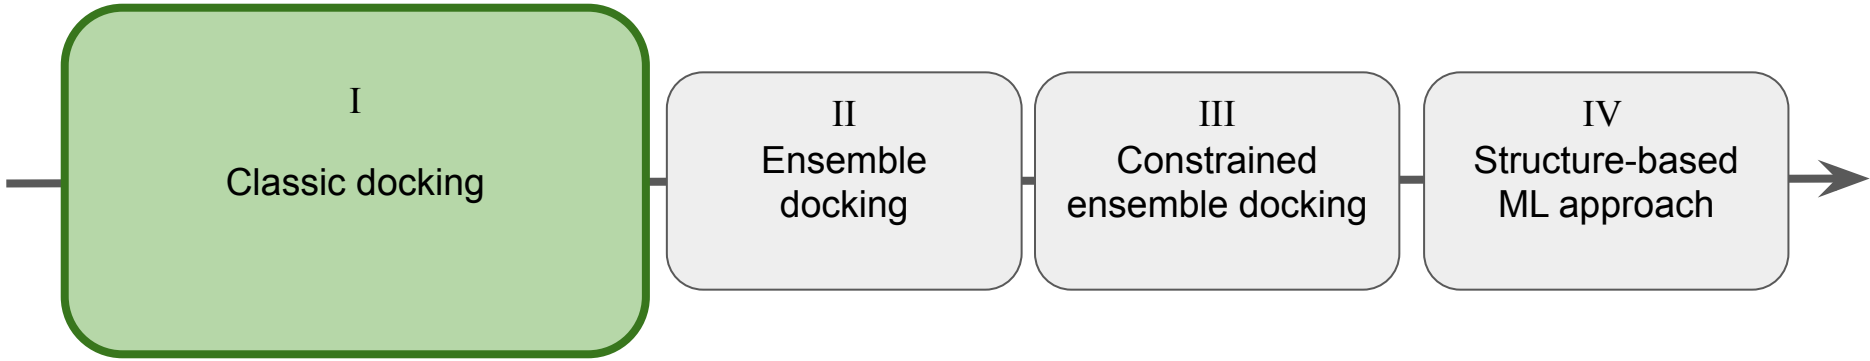 I
Classic docking
II
Ensemble
docking
III
Constrained
ensemble docking
IV
Structure-based
ML approach